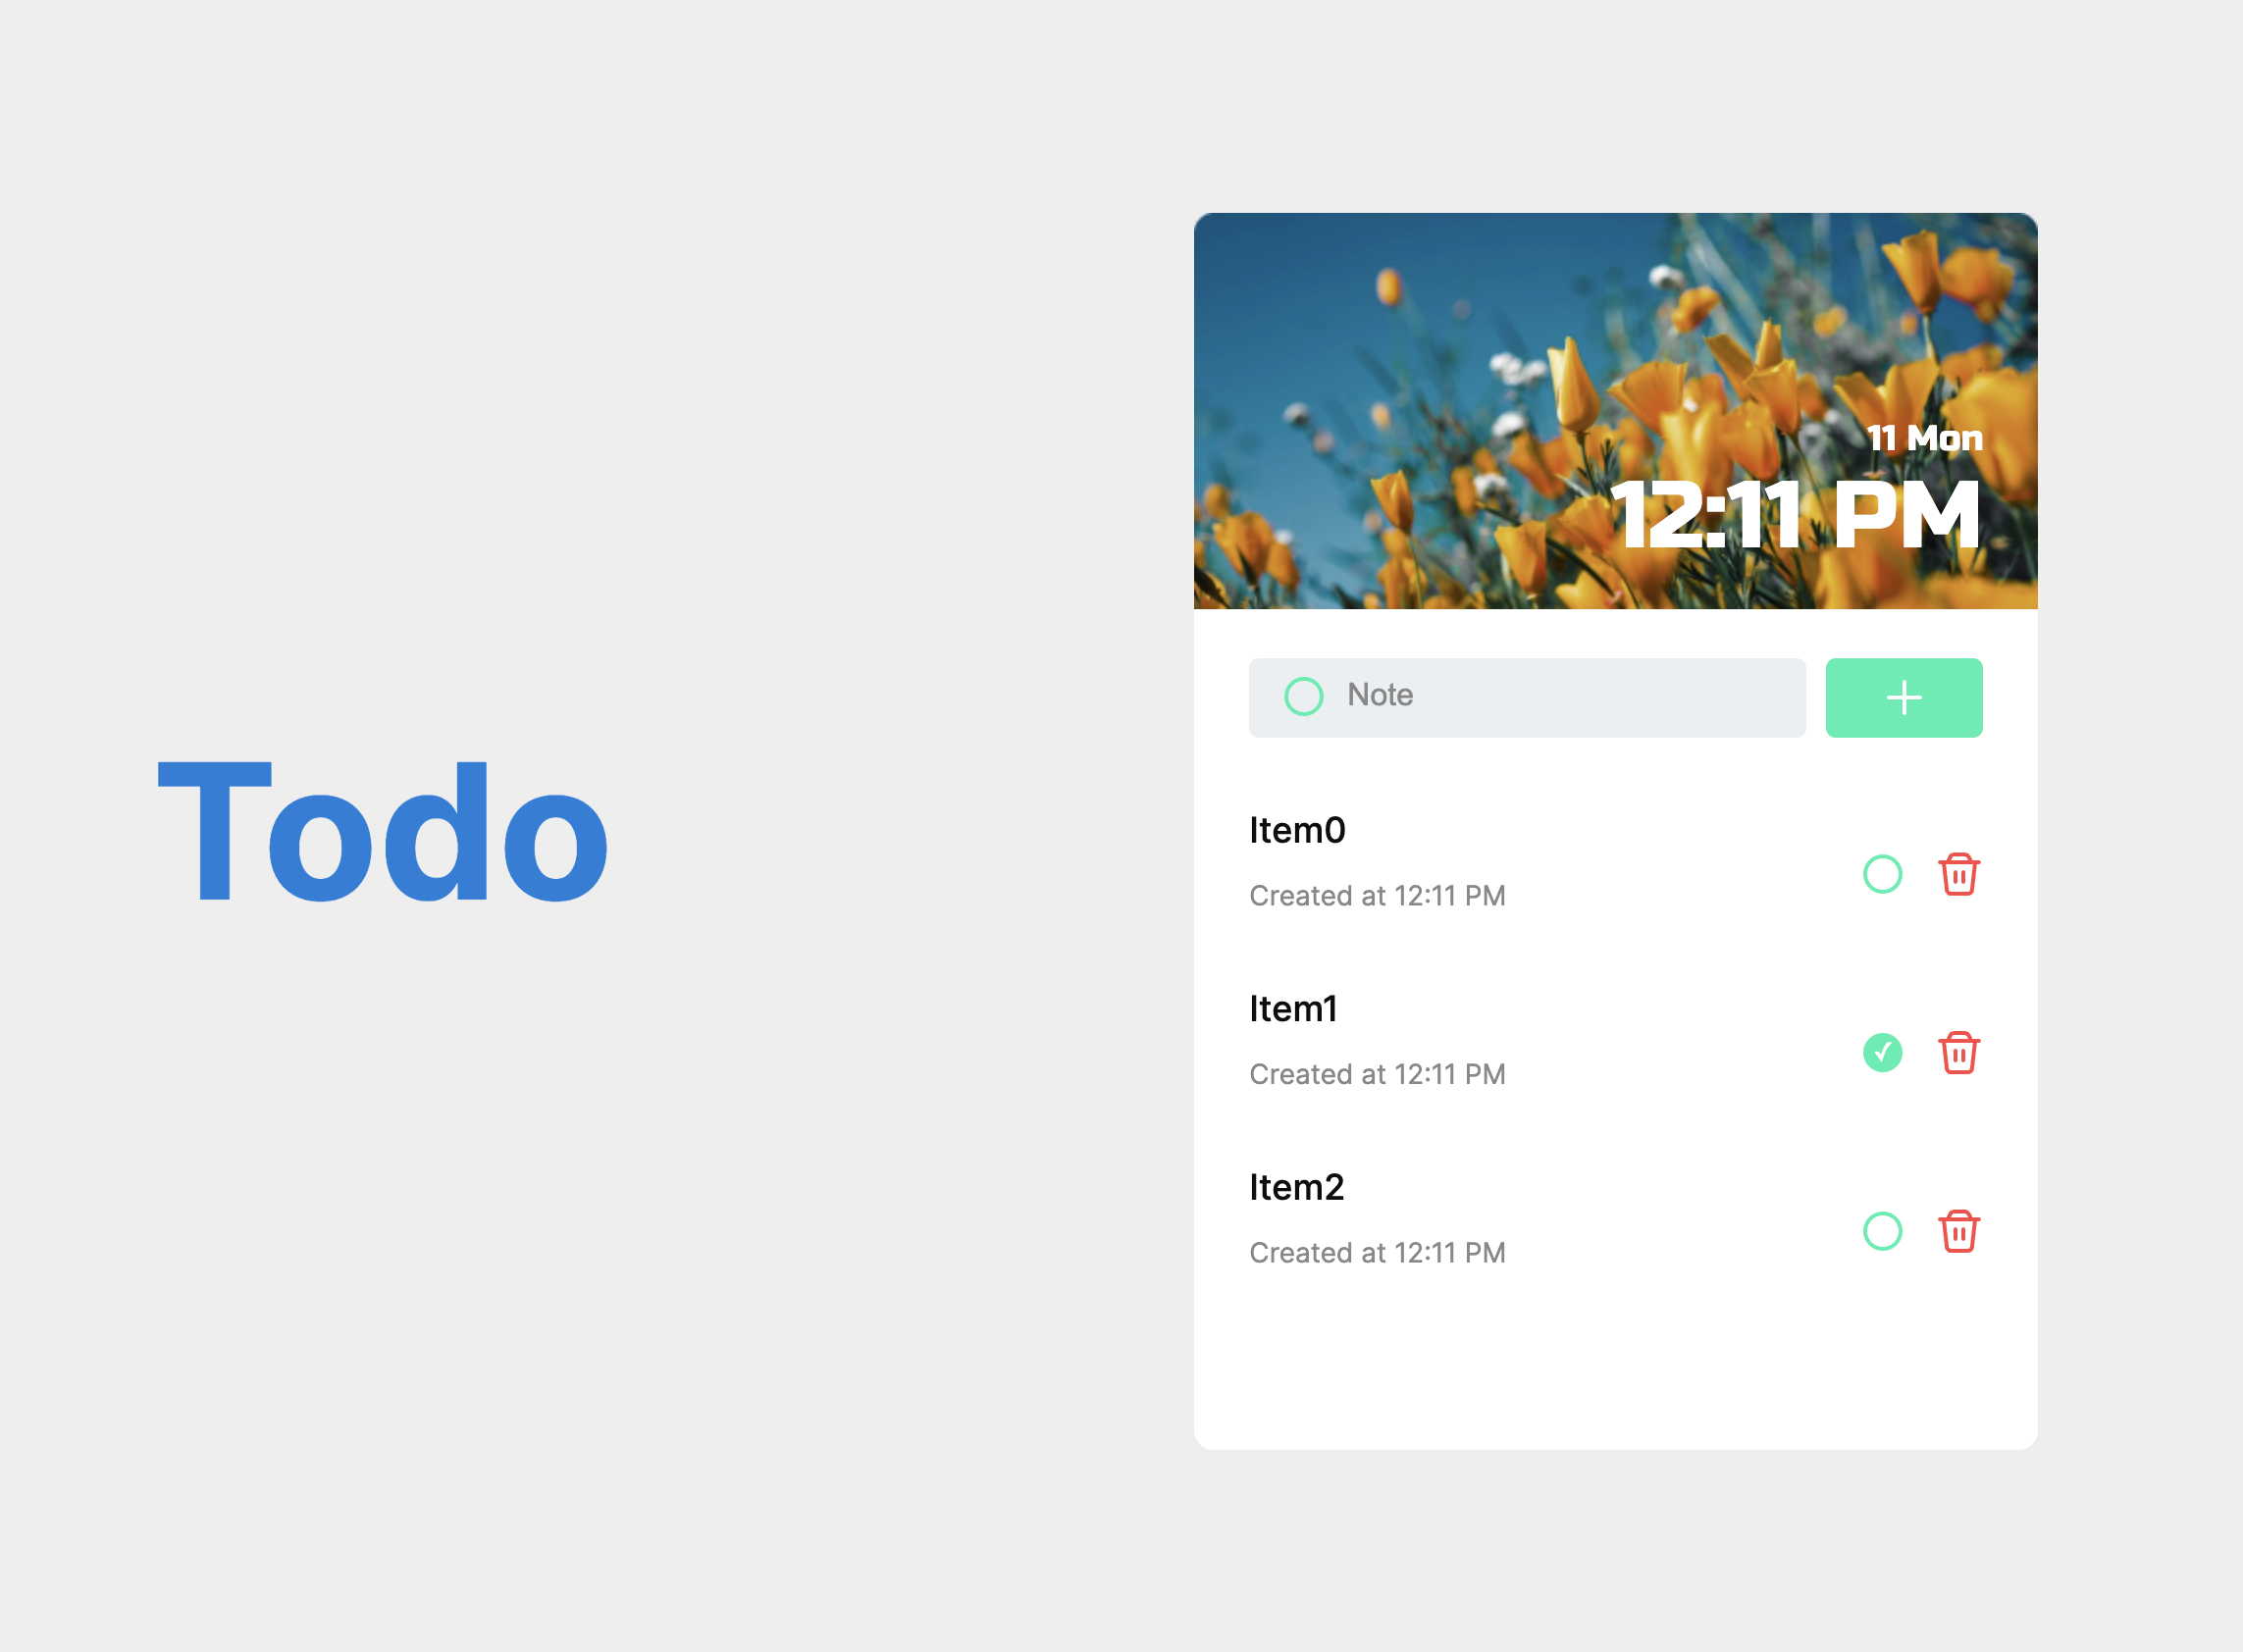 Todo
11 Mon
12:11 PM
Note
Item0
Created at 12:11 PM
Item1
Created at 12:11 PM
Item2
Created at 12:11 PM